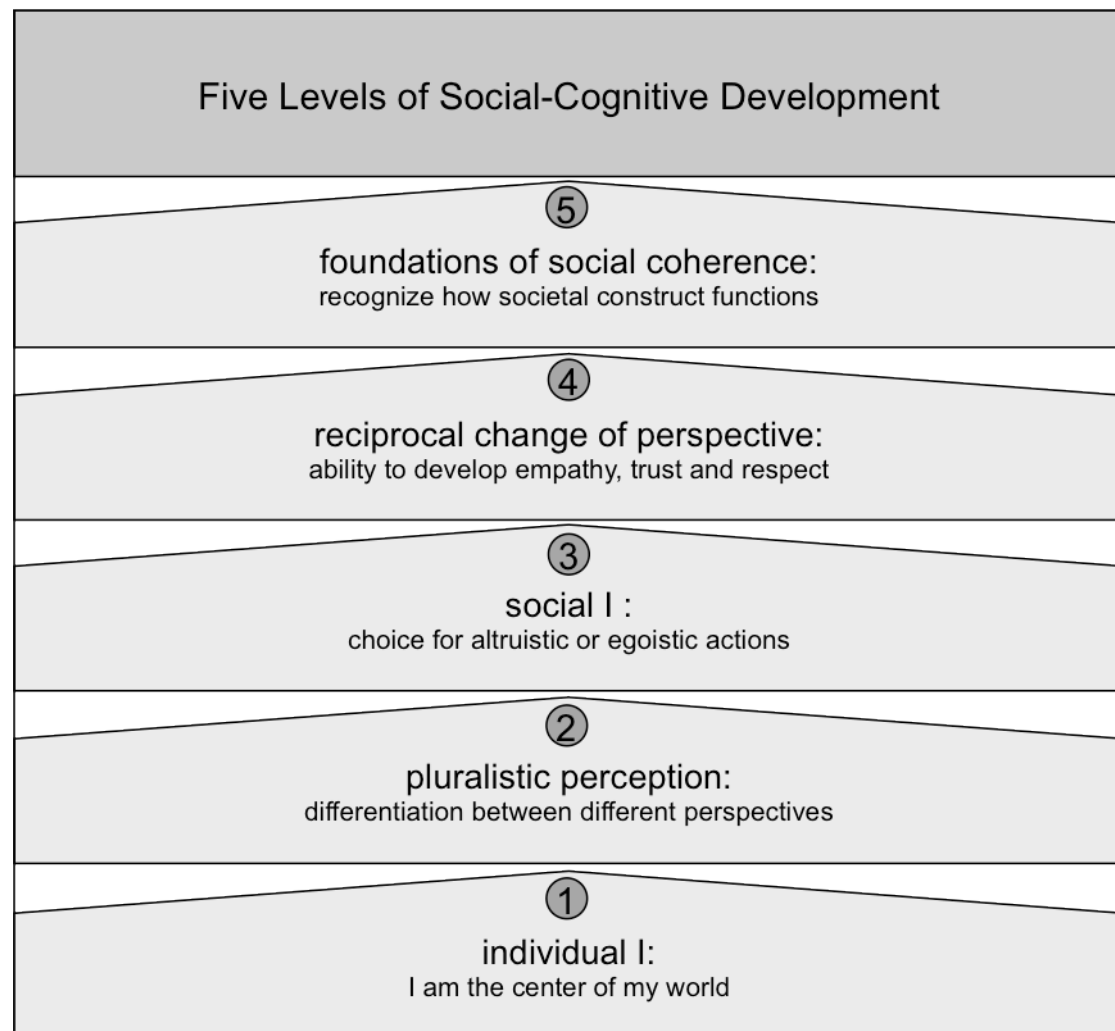 Five Levels of Social-Cognitive Development
5
foundations of social coherence:
recognize how societal construct functions
4
reciprocal change of perspective:
ability to develop empathy, trust and respect
3
social I :
choice for altruistic or egoistic actions
2
pluralistic perception:
differentiation between different perspectives
1
individual I:
I am the center of my world